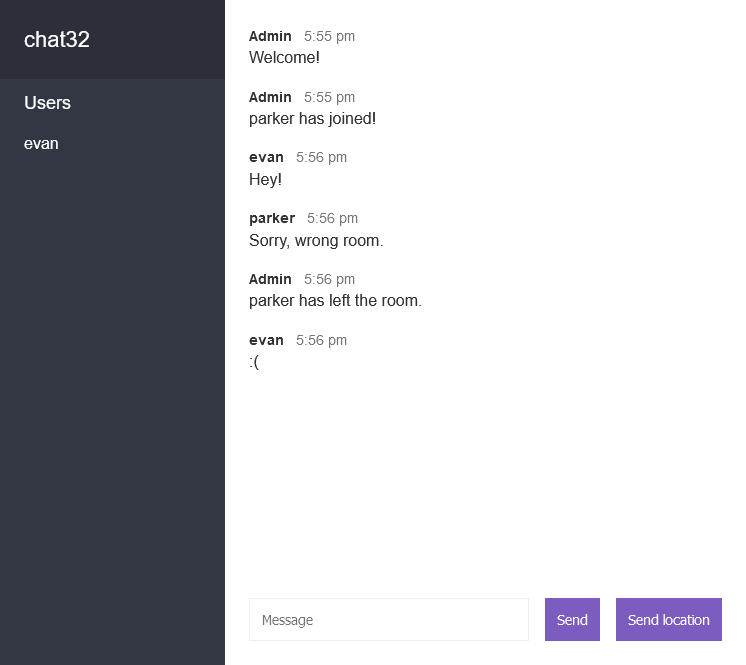 chat32
Users
evan
Admin 5:55 pm
Welcome!
Admin 5:55 pm
parker has joined!
evan 5:56 pm
Hey!
parker 5:56 pm
Sorry, wrong room.
Admin 5:56 pm
parker has left the room.
evan 5:56 pm
:(
Message Send Send location